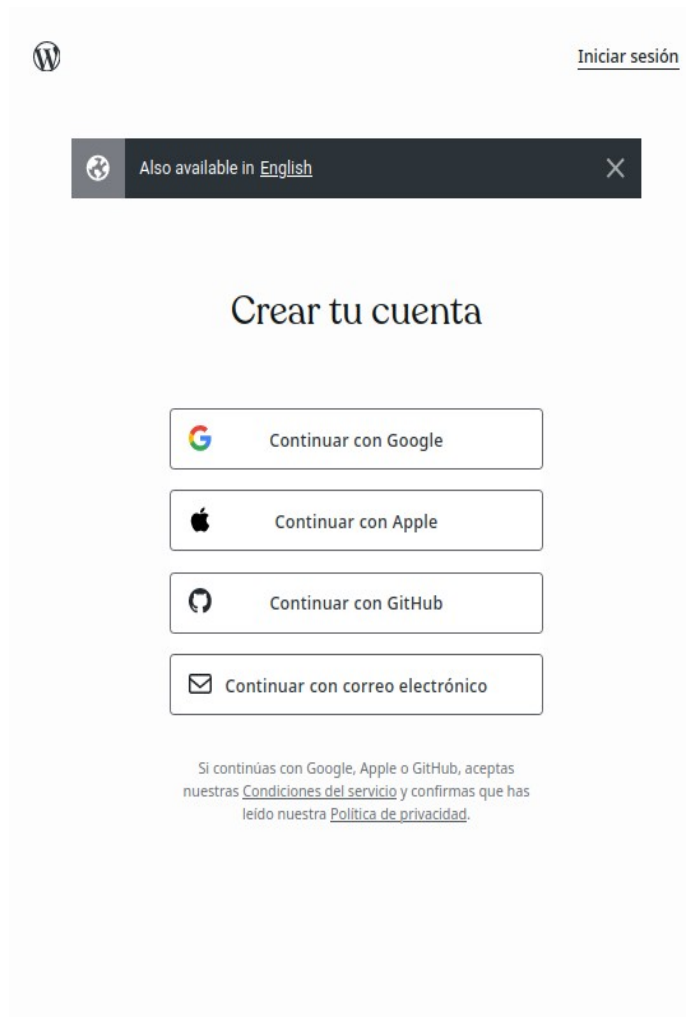 Iniciar sesión
Also available in English
Crear tu cuenta
Continuar con Google
Continuar con Apple
Continuar con GitHub
Continuar con correo electrónico
Si continúas con Google, Apple o GitHub, aceptas
nuestras Condiciones del servicio y confirmas que has
leído nuestra Política de privacidad.